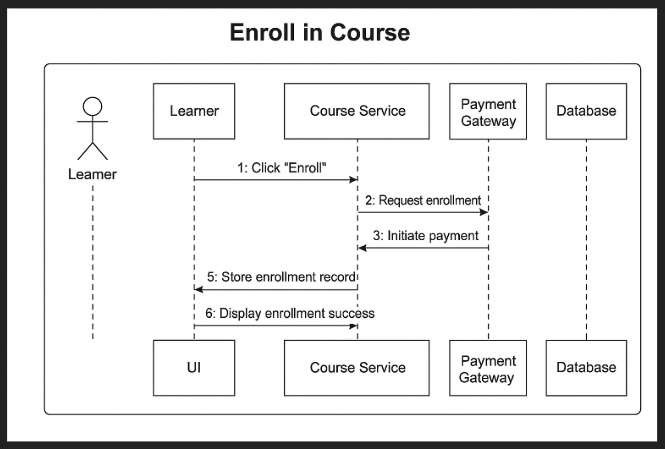 Enroll in Course
Learner
Course Service
Payment
Gateway
Database
Learner
1: Click "Enroll"
2: Request enrollment
3: Initiate payment
5: Store enrollment record
6: Display enrollment success
UI
Course Service
Payment
Gateway
Database